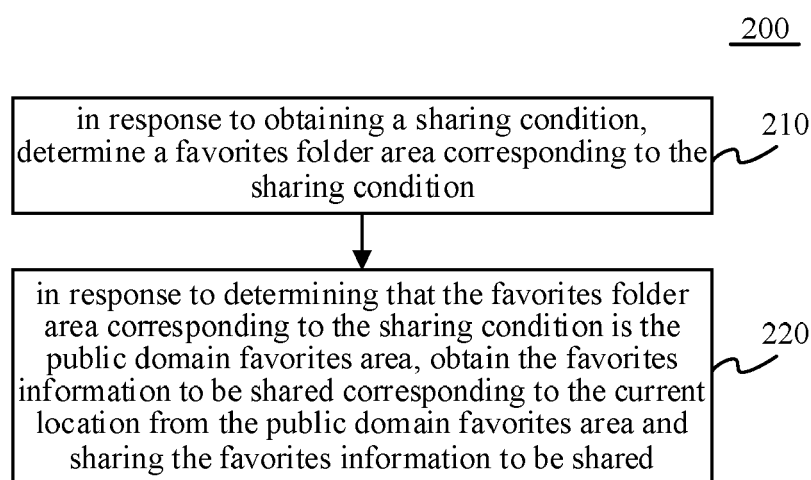 200
in response to obtaining a sharing condition,
determine a favorites folder area corresponding to the
sharing condition
210
in response to determining that the favorites folder
area corresponding to the sharing condition is the
public domain favorites area, obtain the favorites
information to be shared corresponding to the current
location from the public domain favorites area and
sharing the favorites information to be shared
220